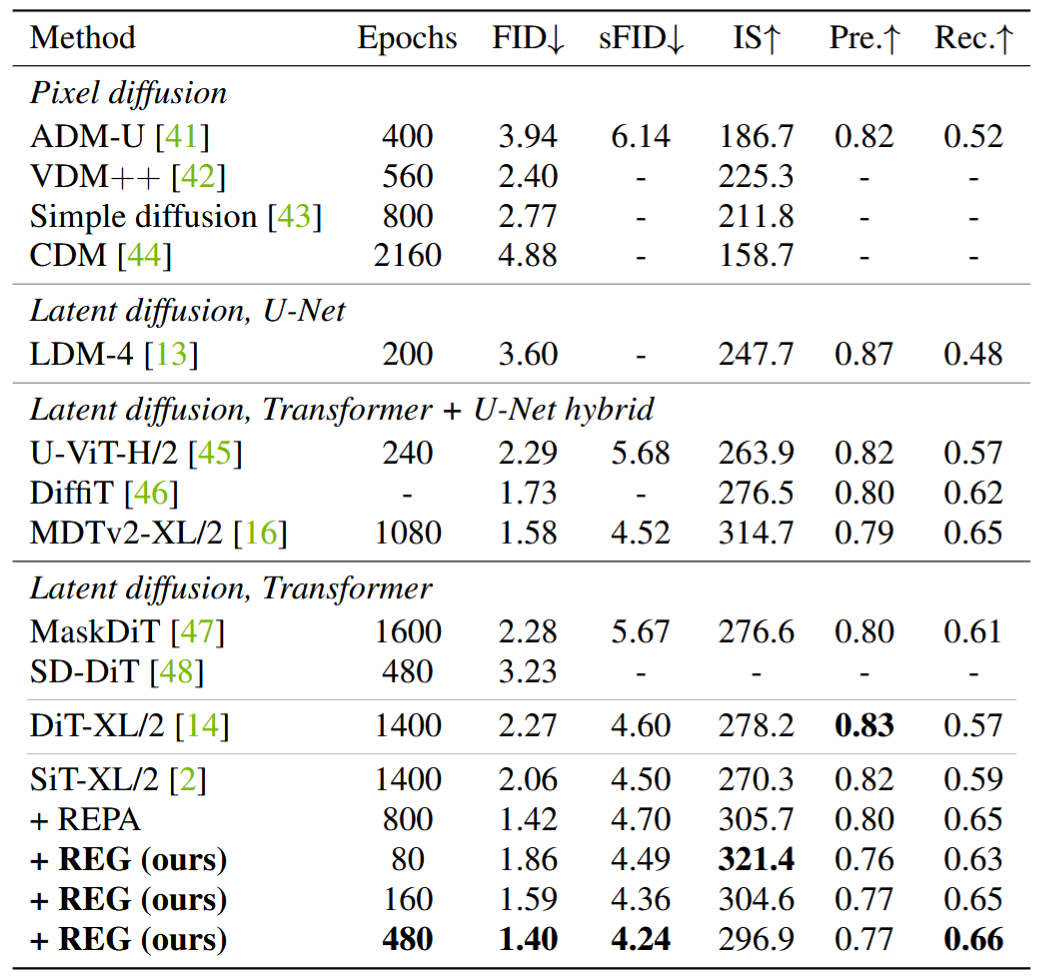 Method Epochs FID↓ sFID↓ IS↑ Pre.↑ Rec.↑
Pixel diffusion
ADM-U [41] 400 3.94 6.14 186.7 0.82 0.52
VDM++ [42] 560 2.40 - 225.3 - -
Simple diffusion [43] 800 2.77 - 211.8 - -
CDM [44] 2160 4.88 - 158.7 - -
Latent diffusion, U-Net
LDM-4 [13] 200 3.60 - 247.7 0.87 0.48
Latent diffusion, Transformer + U-Net hybrid
U-ViT-H/2 [45] 240 2.29 5.68 263.9 0.82 0.57
DiffiT [46] - 1.73 - 276.5 0.80 0.62
MDTv2-XL/2 [16] 1080 1.58 4.52 314.7 0.79 0.65
Latent diffusion, Transformer
MaskDiT [47] 1600 2.28 5.67 276.6 0.80 0.61
SD-DiT [48] 480 3.23 - - - -
DiT-XL/2 [14] 1400 2.27 4.60 278.2 0.83 0.57
SiT-XL/2 [2] 1400 2.06 4.50 270.3 0.82 0.59
+ REPA 800 1.42 4.70 305.7 0.80 0.65
+ REG (ours) 80 1.86 4.49 321.4 0.76 0.63
+ REG (ours) 160 1.59 4.36 304.6 0.77 0.65
+ REG (ours) 480 1.40 4.24 296.9 0.77 0.66